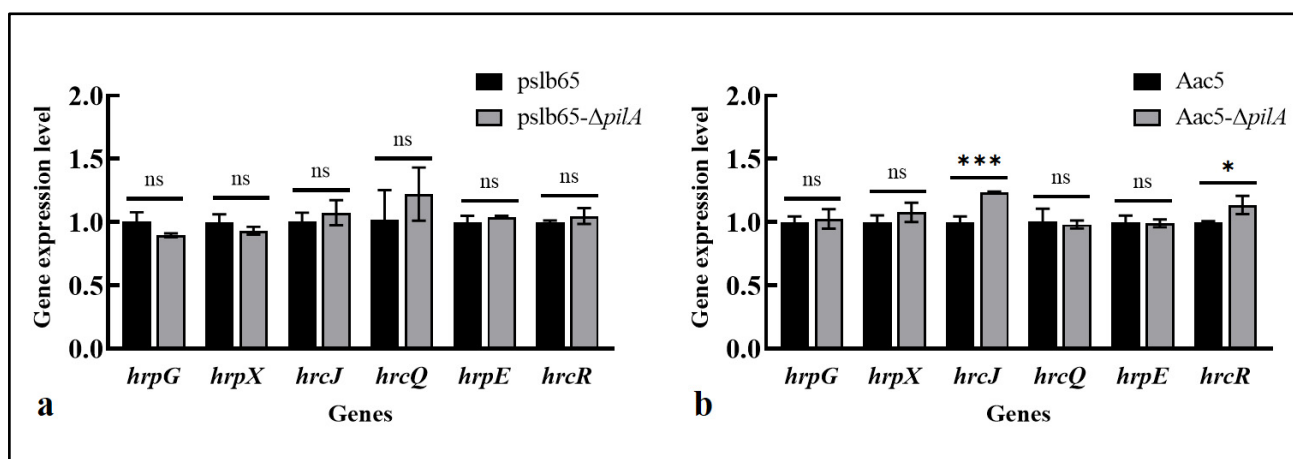 pslb65
pslb65-ΔpilA
Gene expression level
2.0
1.5
1.0
0.5
0.0
ns
ns
ns
ns
ns
ns
hrpG hrpX hrcJ hrcQ hrpE hrcR
Genes
a
Aac5
Aac5-ΔpilA
Gene expression level
2.0
1.5
1.0
0.5
0.0
ns
ns
***
ns
ns
*
hrpG hrpX hrcJ hrcQ hrpE hrcR
Genes
b